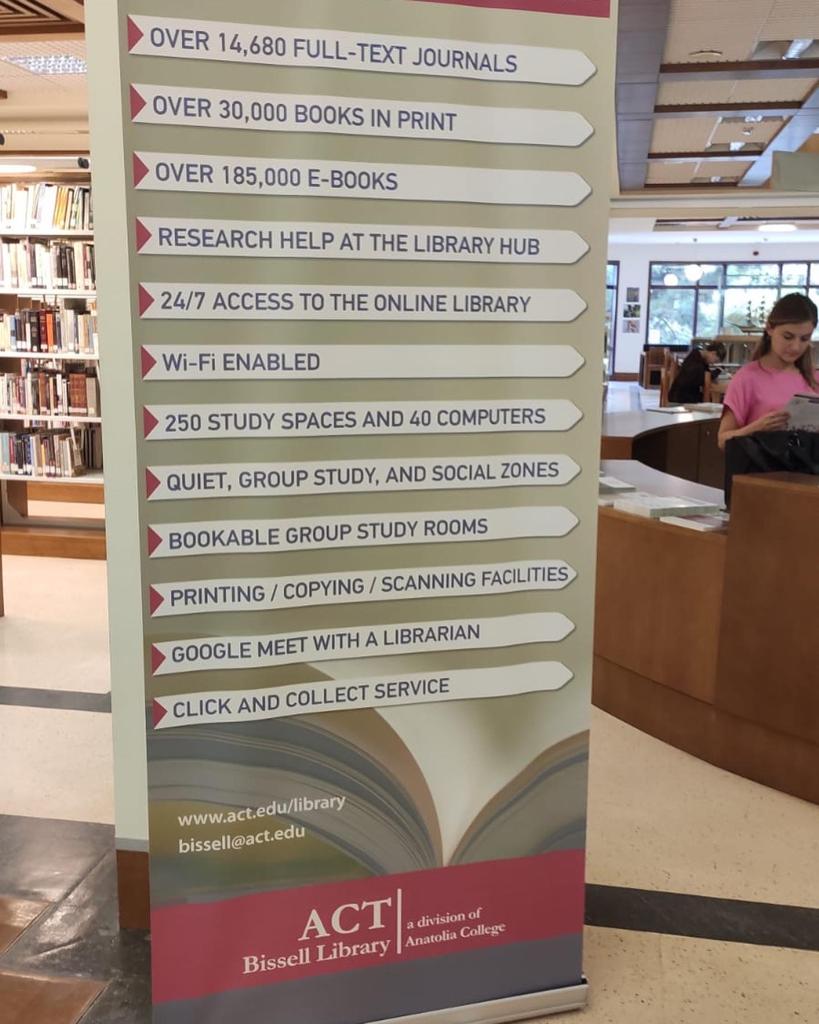 OVER 14,680 FULL-TEXT JOURNALS
OVER 30,000 BOOKS IN PRINT
OVER 185,000 E-BOOKS
RESEARCH HELP AT THE LIBRARY HUB
24/7 ACCESS TO THE ONLINE LIBRARY
Wi-Fi ENABLED
250 STUDY SPACES AND 40 COMPUTERS
QUIET, GROUP STUDY, AND SOCIAL ZONES
BOOKABLE GROUP STUDY ROOMS
PRINTING / COPYING / SCANNING FACILITIES
GOOGLE MEET WITH A LIBRARIAN
CLICK AND COLLECT SERVICE
www.act.edu/library
bissell@act.edu
ACT
Bissell Library
a division of
Anatolia College